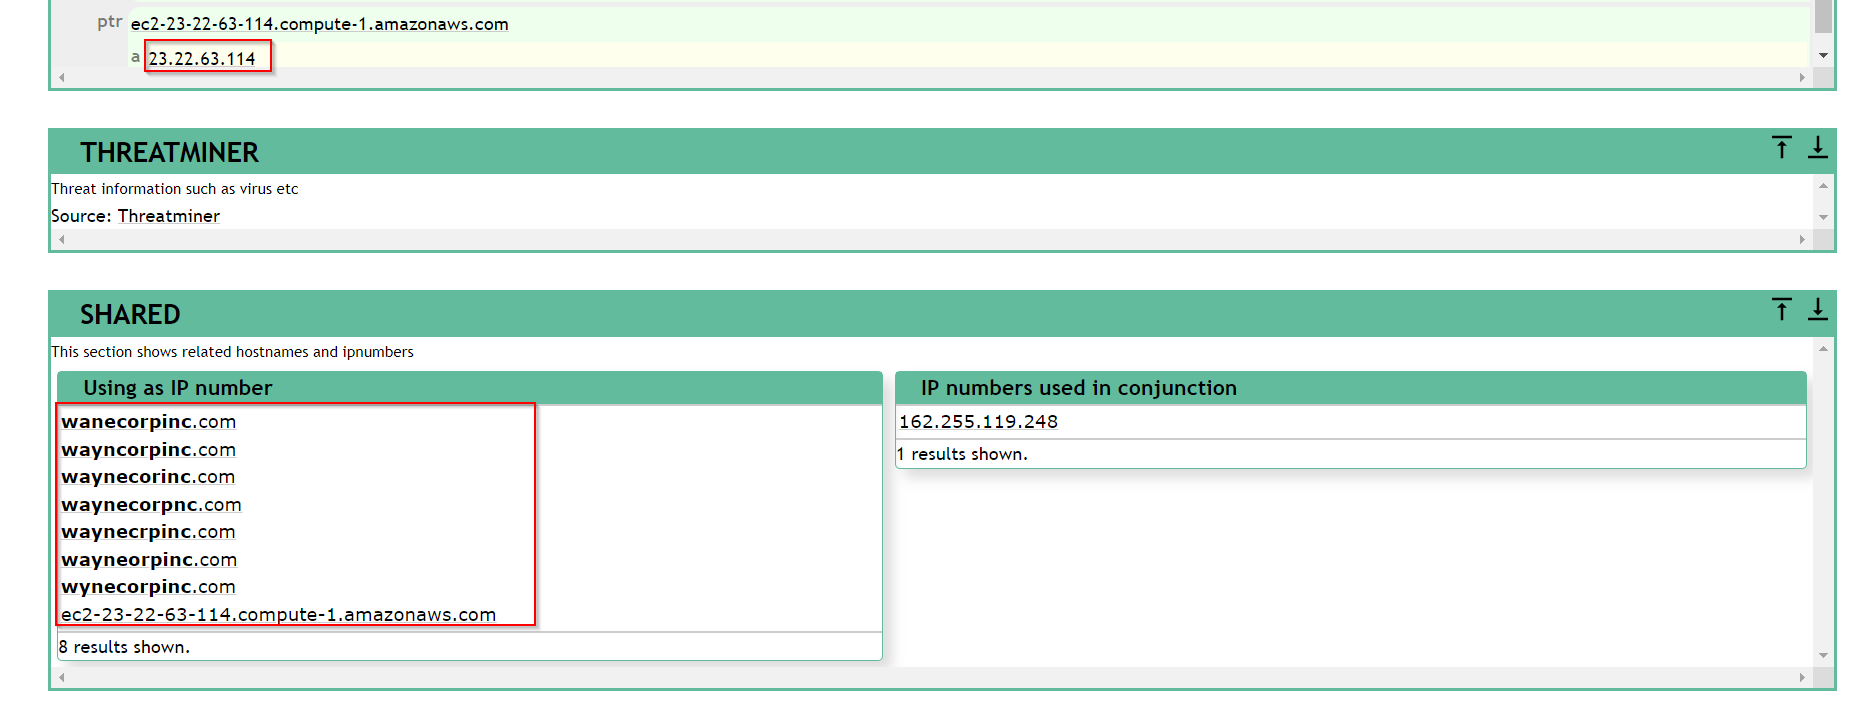 ptr ec2-23-22-63-114.compute-1.amazonaws.com
a 23.22.63.114
THREATMINER
Threat information such as virus etc
Source: Threatminer
SHARED
This section shows related hostnames and ipnumbers
Using as IP number
wanecorpinc.com
wayncorpinc.com
waynecorinc.com
waynecorpnc.com
waynecrpinc.com
wayneorpinc.com
wynecorpinc.com
ec2-23-22-63-114.compute-1.amazonaws.com
8 results shown.
IP numbers used in conjunction
162.255.119.248
1 results shown.